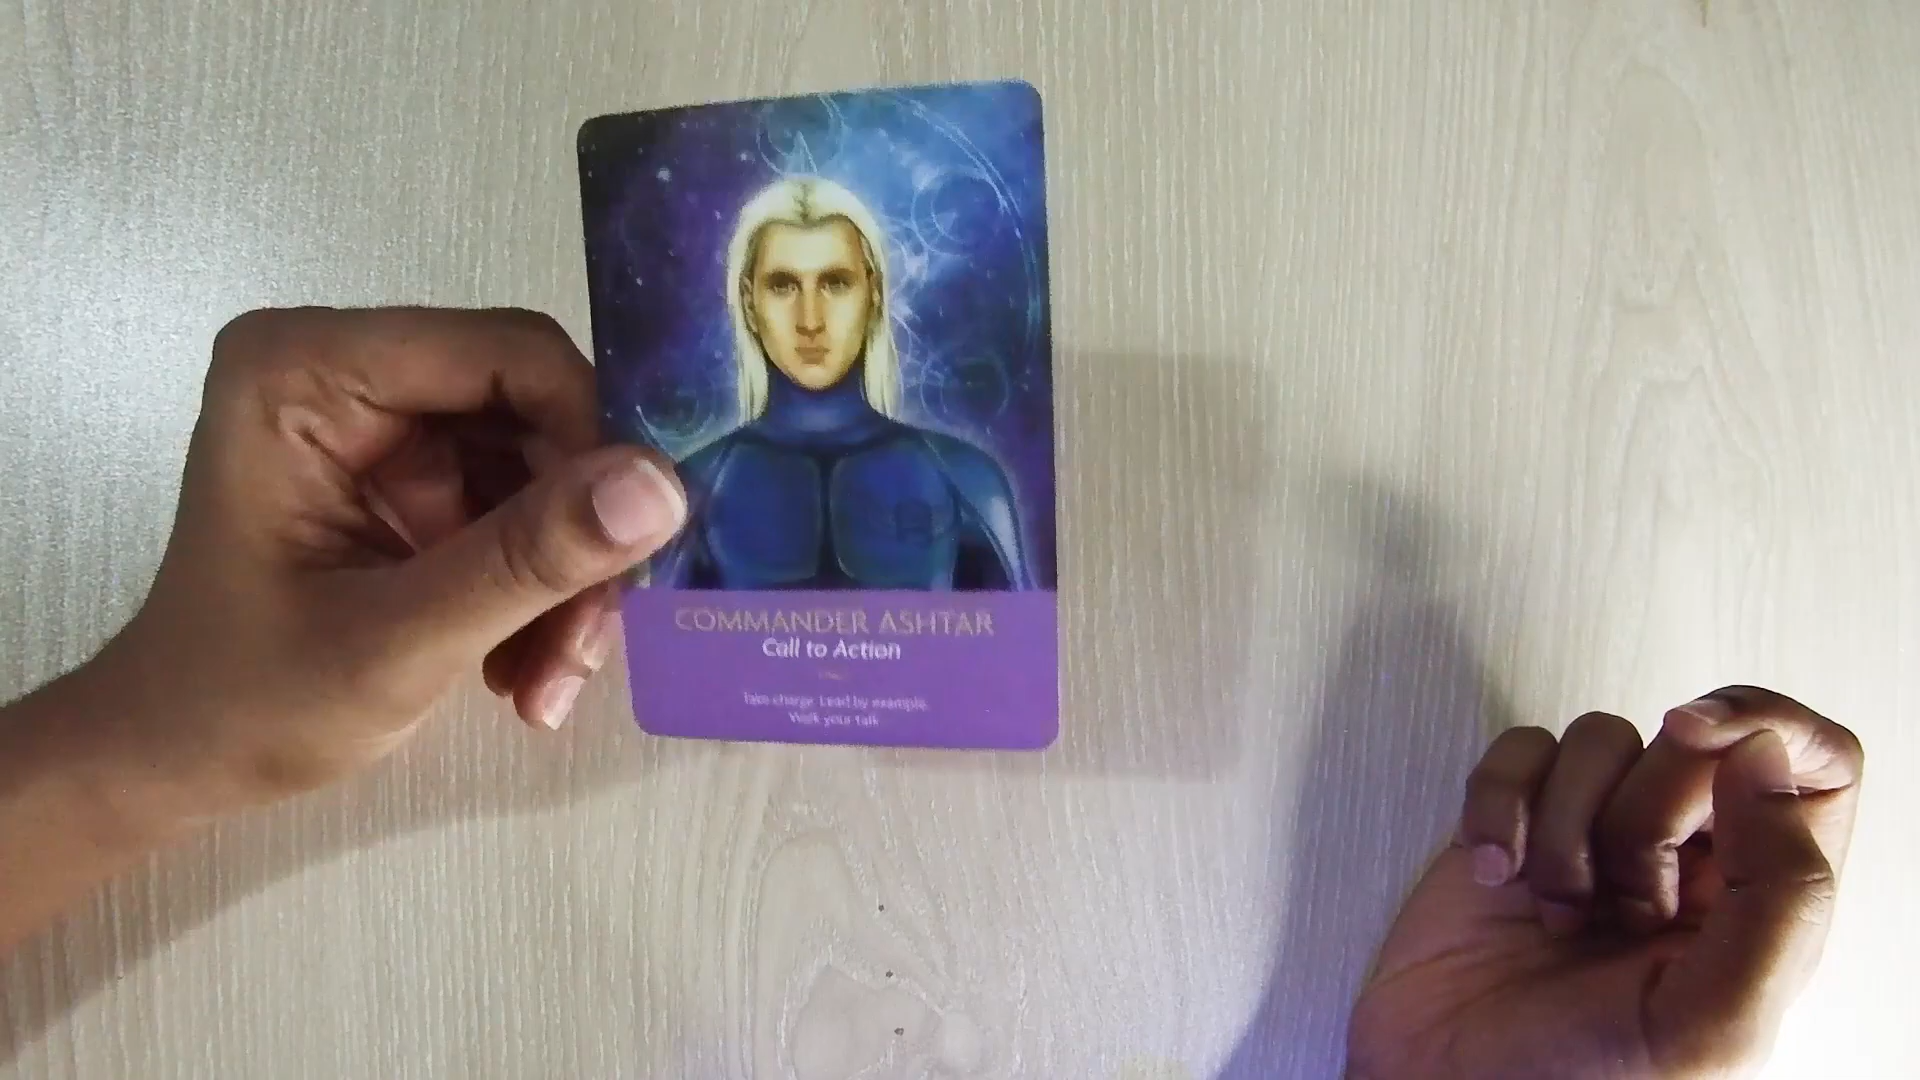 COMMANDER ASHTAR
Call to Action
Take charge. Lead by example.
Walk your talk